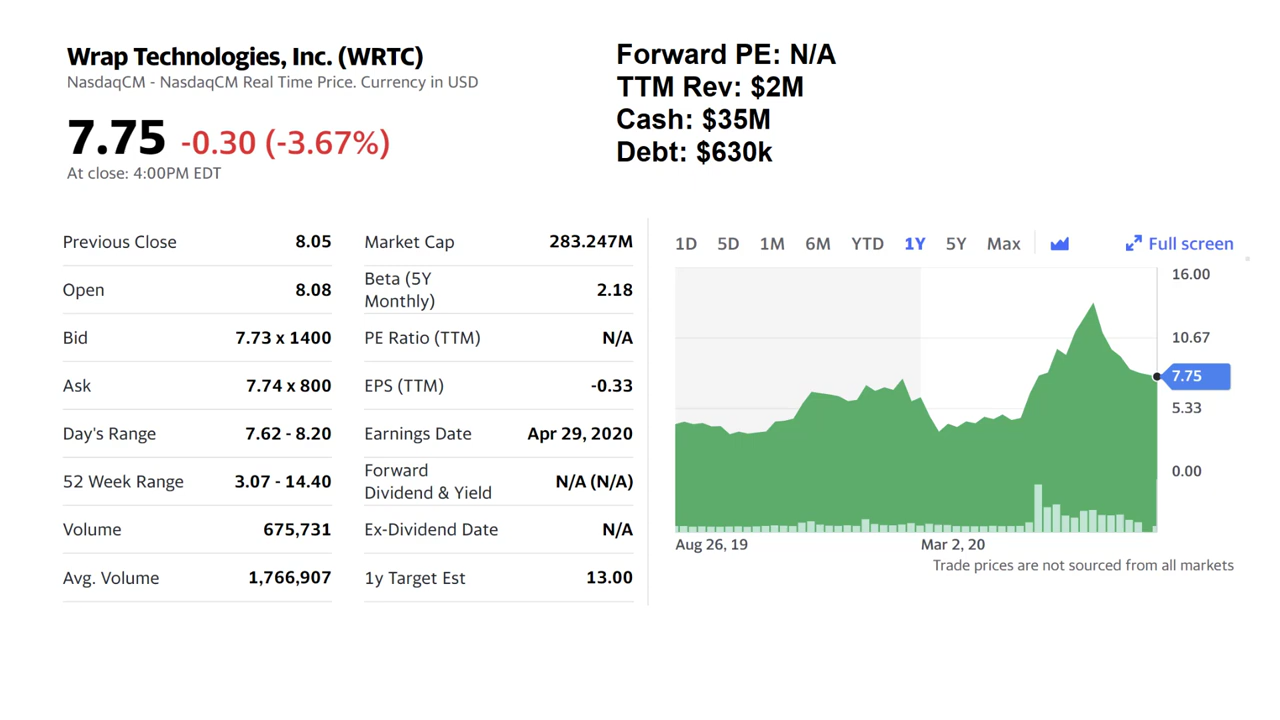 Wrap Technologies, Inc. (WRTC)
NasdaqCM - NasdaqCM Real Time Price. Currency in USD
7.75 -0.30 (-3.67%)
At close: 4:00PM EDT
Forward PE: N/A
TTM Rev: $2M
Cash: $35M
Debt: $630k
Previous Close 8.05
Open 8.08
Bid 7.73 x 1400
Ask 7.74 x 800
Day's Range 7.62 - 8.20
52 Week Range 3.07 - 14.40
Volume 675,731
Avg. Volume 1,766,907
Market Cap 283.247M
Beta (5Y
Monthly) 2.18
PE Ratio (TTM) N/A
EPS (TTM) -0.33
Earnings Date Apr 29, 2020
Forward
Dividend & Yield N/A (N/A)
Ex-Dividend Date N/A
1y Target Est 13.00
1D 5D 1M 6M YTD 1Y 5Y Max Full screen
16.00
10.67
7.75
5.33
0.00
Aug 26, 19 Mar 2, 20
Trade prices are not sourced from all markets